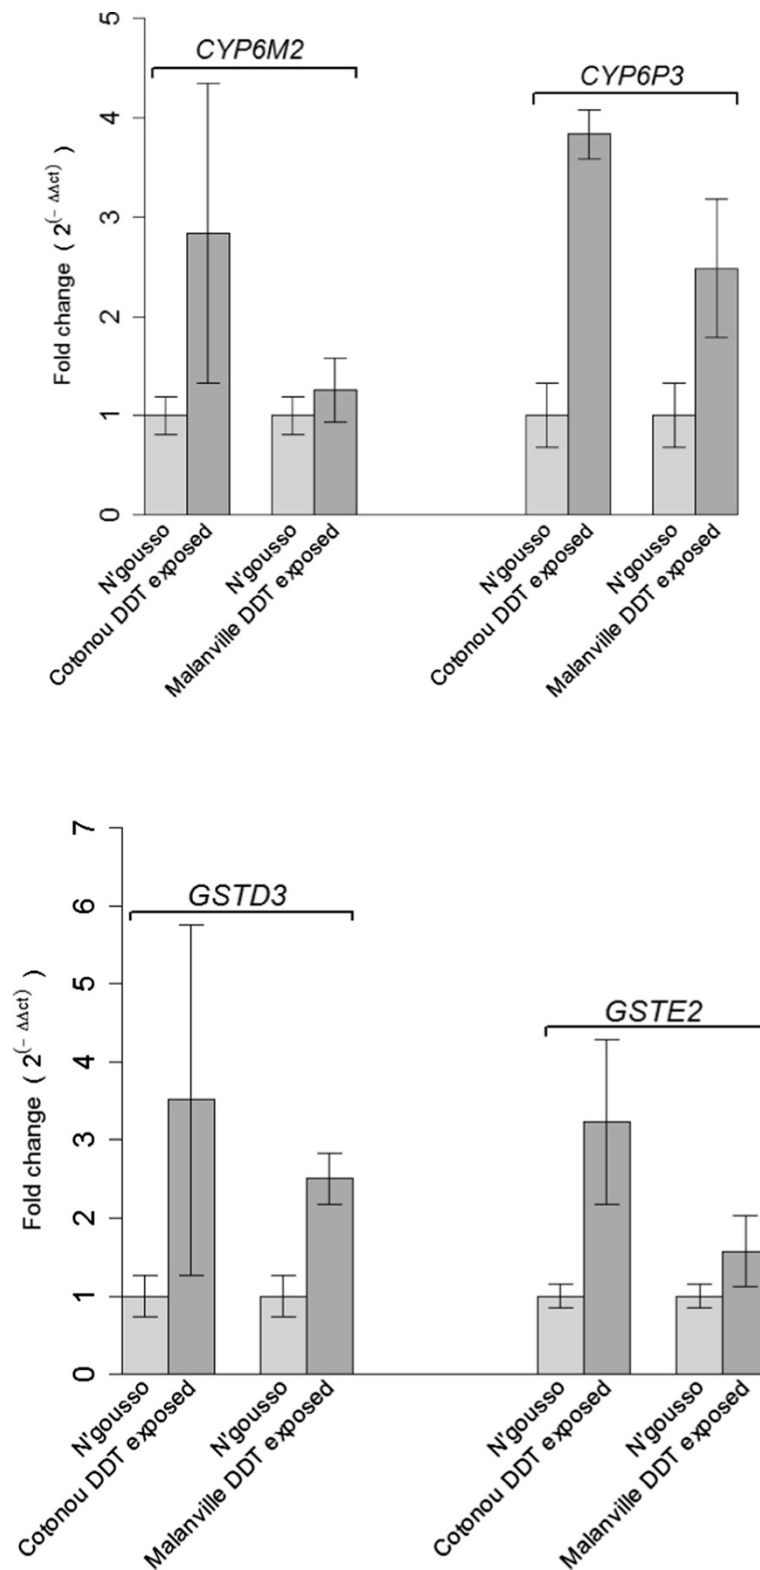 5
4
3
2
1
0
Fold change ( 2^(- ΔΔct) )
CYP6M2
CYP6P3
N'gousso
Cotonou DDT exposed
N'gousso
Malanville DDT exposed
N'gousso
Cotonou DDT exposed
N'gousso
Malanville DDT exposed
7
6
5
4
3
2
1
0
Fold change ( 2^(- ΔΔct) )
GSTD3
GSTE2
N'gousso
Cotonou DDT exposed
N'gousso
Malanville DDT exposed
N'gousso
Cotonou DDT exposed
N'gousso
Malanville DDT exposed